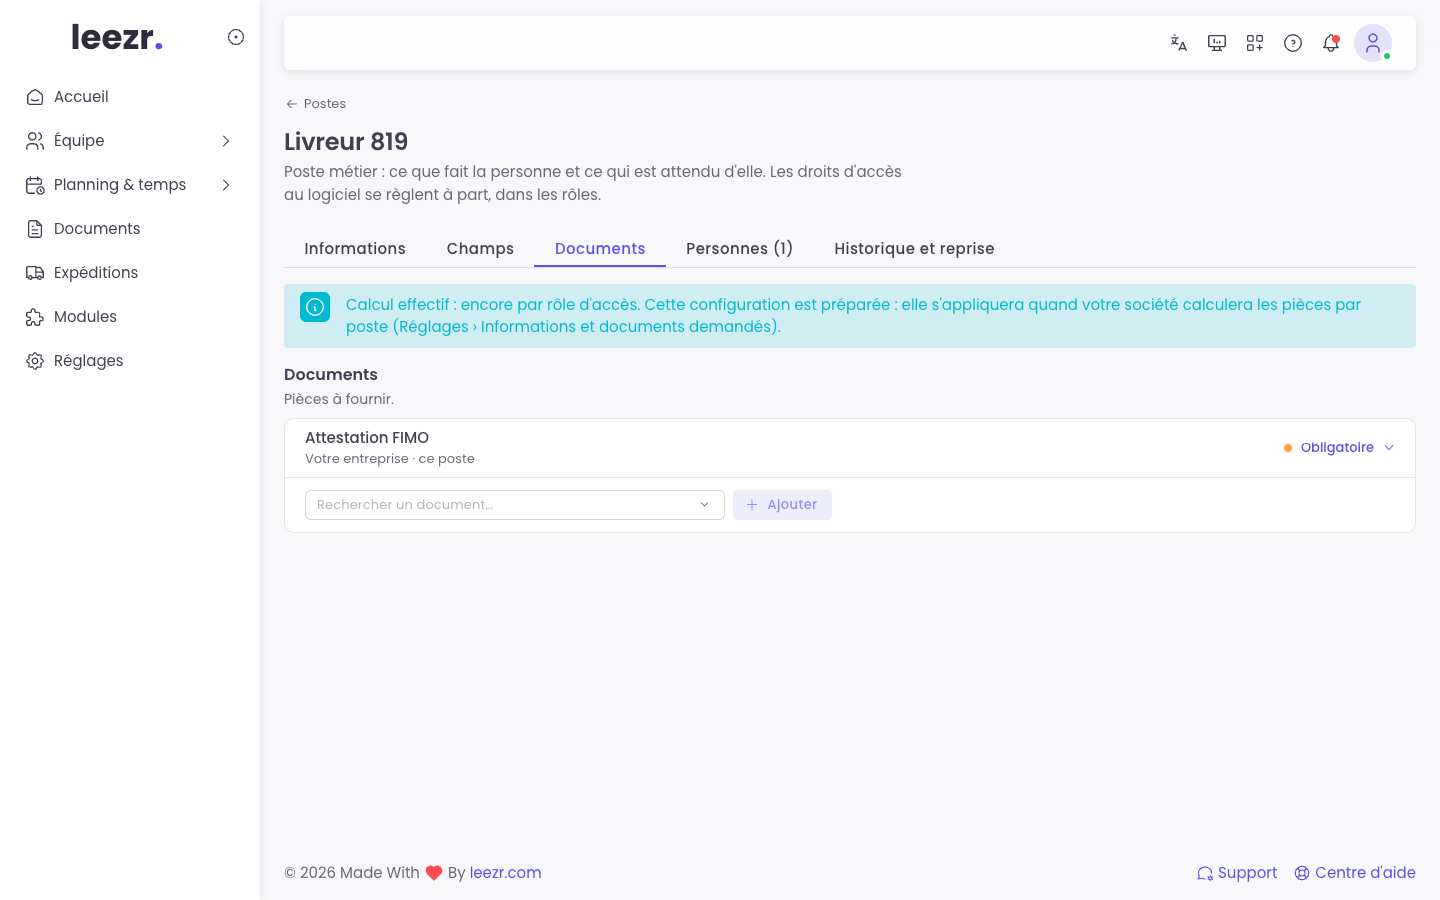 leezr.
Accueil
Équipe
Planning & temps
Documents
Expéditions
Modules
Réglages
Postes
Livreur 819
Poste métier : ce que fait la personne et ce qui est attendu d'elle. Les droits d'accès
au logiciel se règlent à part, dans les rôles.
Informations
Champs
Documents
Personnes (1)
Historique et reprise
Calcul effectif : encore par rôle d'accès. Cette configuration est préparée : elle s'appliquera quand votre société calculera les pièces par
poste (Réglages › Informations et documents demandés).
Documents
Pièces à fournir.
Attestation FIMO
Votre entreprise · ce poste
Obligatoire
Rechercher un document...
Ajouter
© 2026 Made With By leezr.com
Support
Centre d'aide